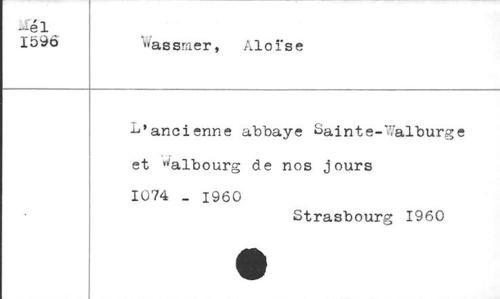 Mél
1596
Wassmer, Aloïse
L'ancienne abbaye Sainte-Walburge
et Walbourg de nos jours
1074 - 1960
Strasbourg 1960